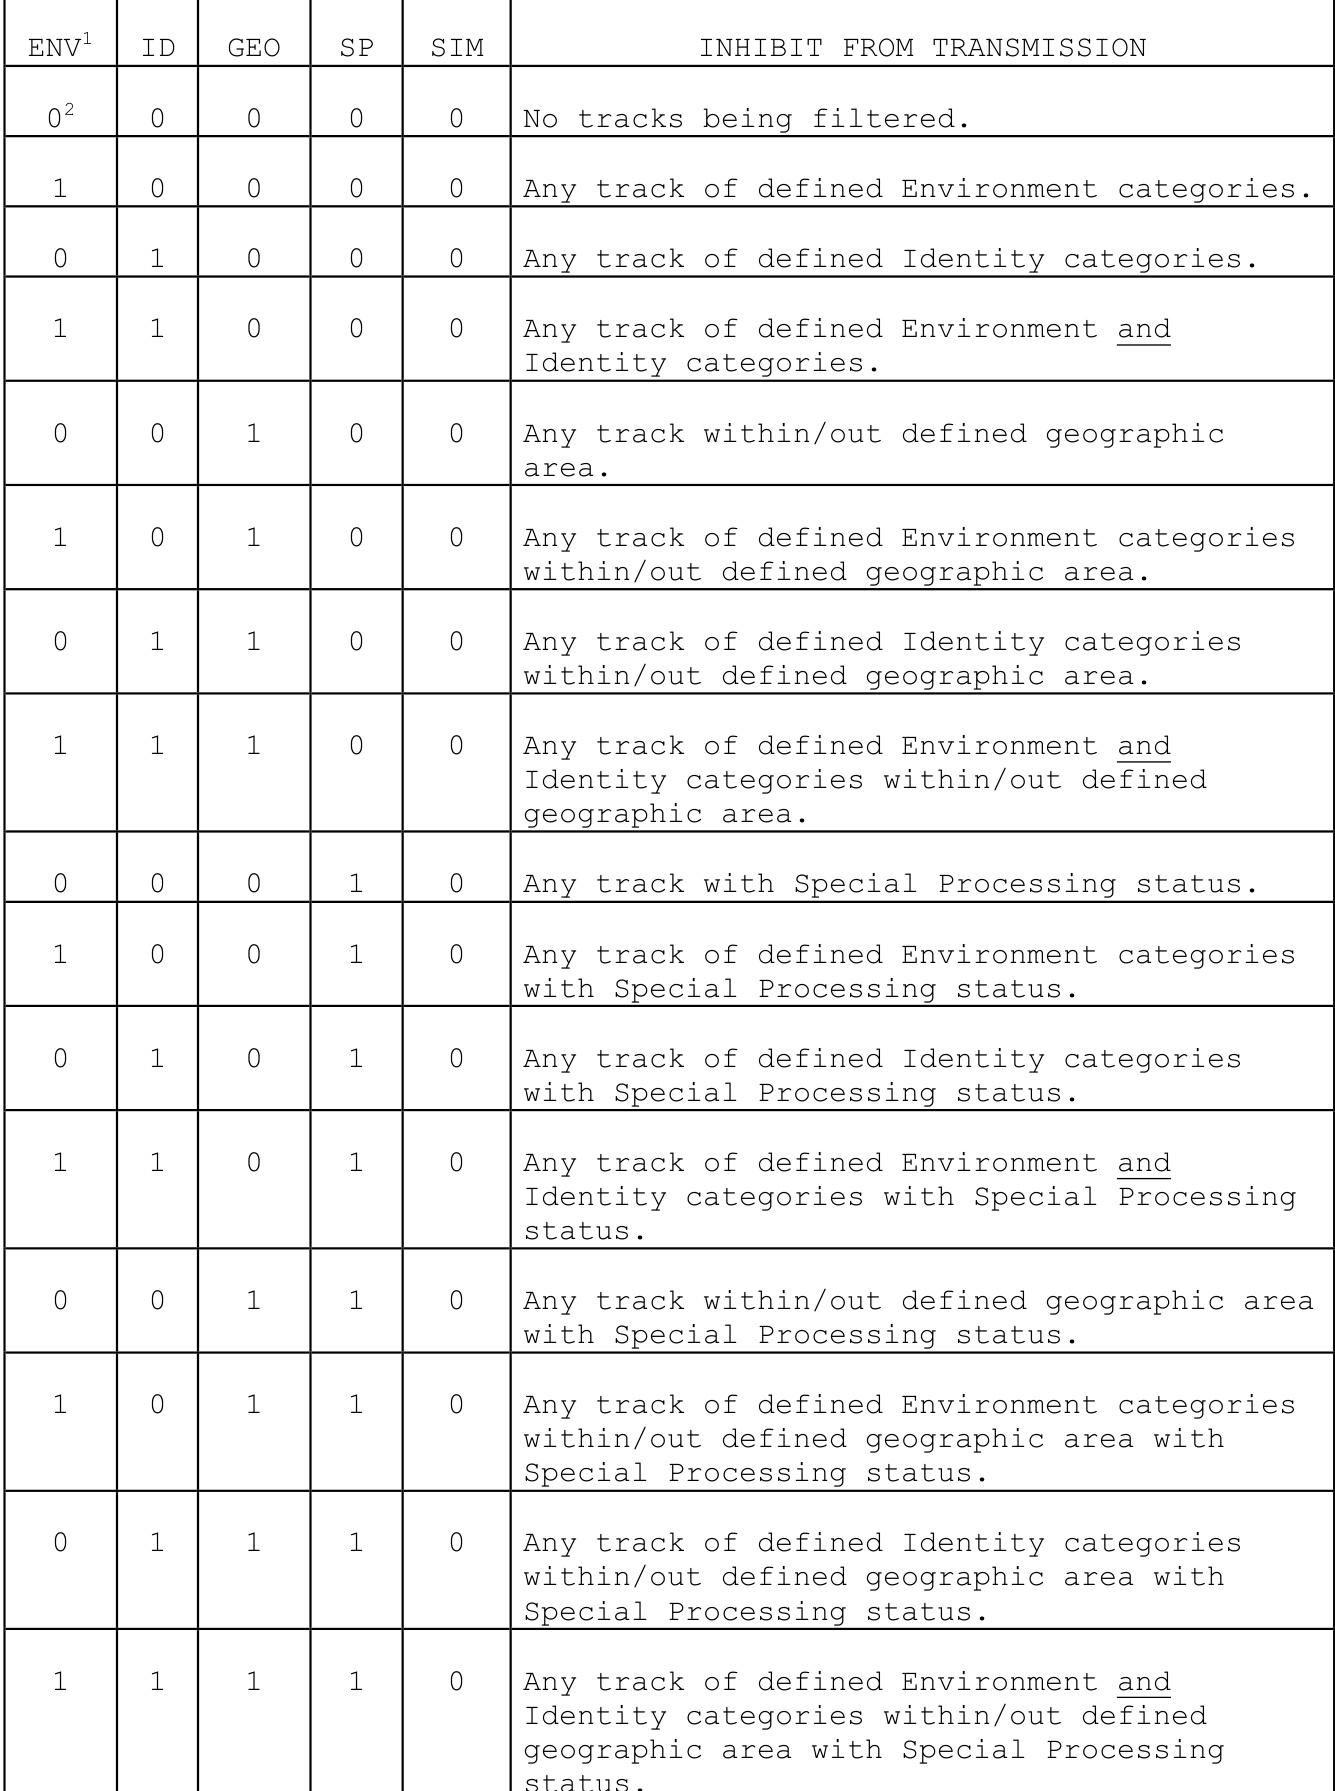 ENV1 ID GEO SP SIM INHIBIT FROM TRANSMISSION
02 0 0 0 0 No tracks being filtered.
1 0 0 0 0 Any track of defined Environment categories.
0 1 0 0 0 Any track of defined Identity categories.
1 1 0 0 0 Any track of defined Environment and
Identity categories.
0 0 1 0 0 Any track within/out defined geographic
area.
1 0 1 0 0 Any track of defined Environment categories
within/out defined geographic area.
0 1 1 0 0 Any track of defined Identity categories
within/out defined geographic area.
1 1 1 0 0 Any track of defined Environment and
Identity categories within/out defined
geographic area.
0 0 0 1 0 Any track with Special Processing status.
1 0 0 1 0 Any track of defined Environment categories
with Special Processing status.
0 1 0 1 0 Any track of defined Identity categories
with Special Processing status.
1 1 0 1 0 Any track of defined Environment and
Identity categories with Special Processing
status.
0 0 1 1 0 Any track within/out defined geographic area
with Special Processing status.
1 0 1 1 0 Any track of defined Environment categories
within/out defined geographic area with
Special Processing status.
0 1 1 1 0 Any track of defined Identity categories
within/out defined geographic area with
Special Processing status.
1 1 1 1 0 Any track of defined Environment and
Identity categories within/out defined
geographic area with Special Processing
status.